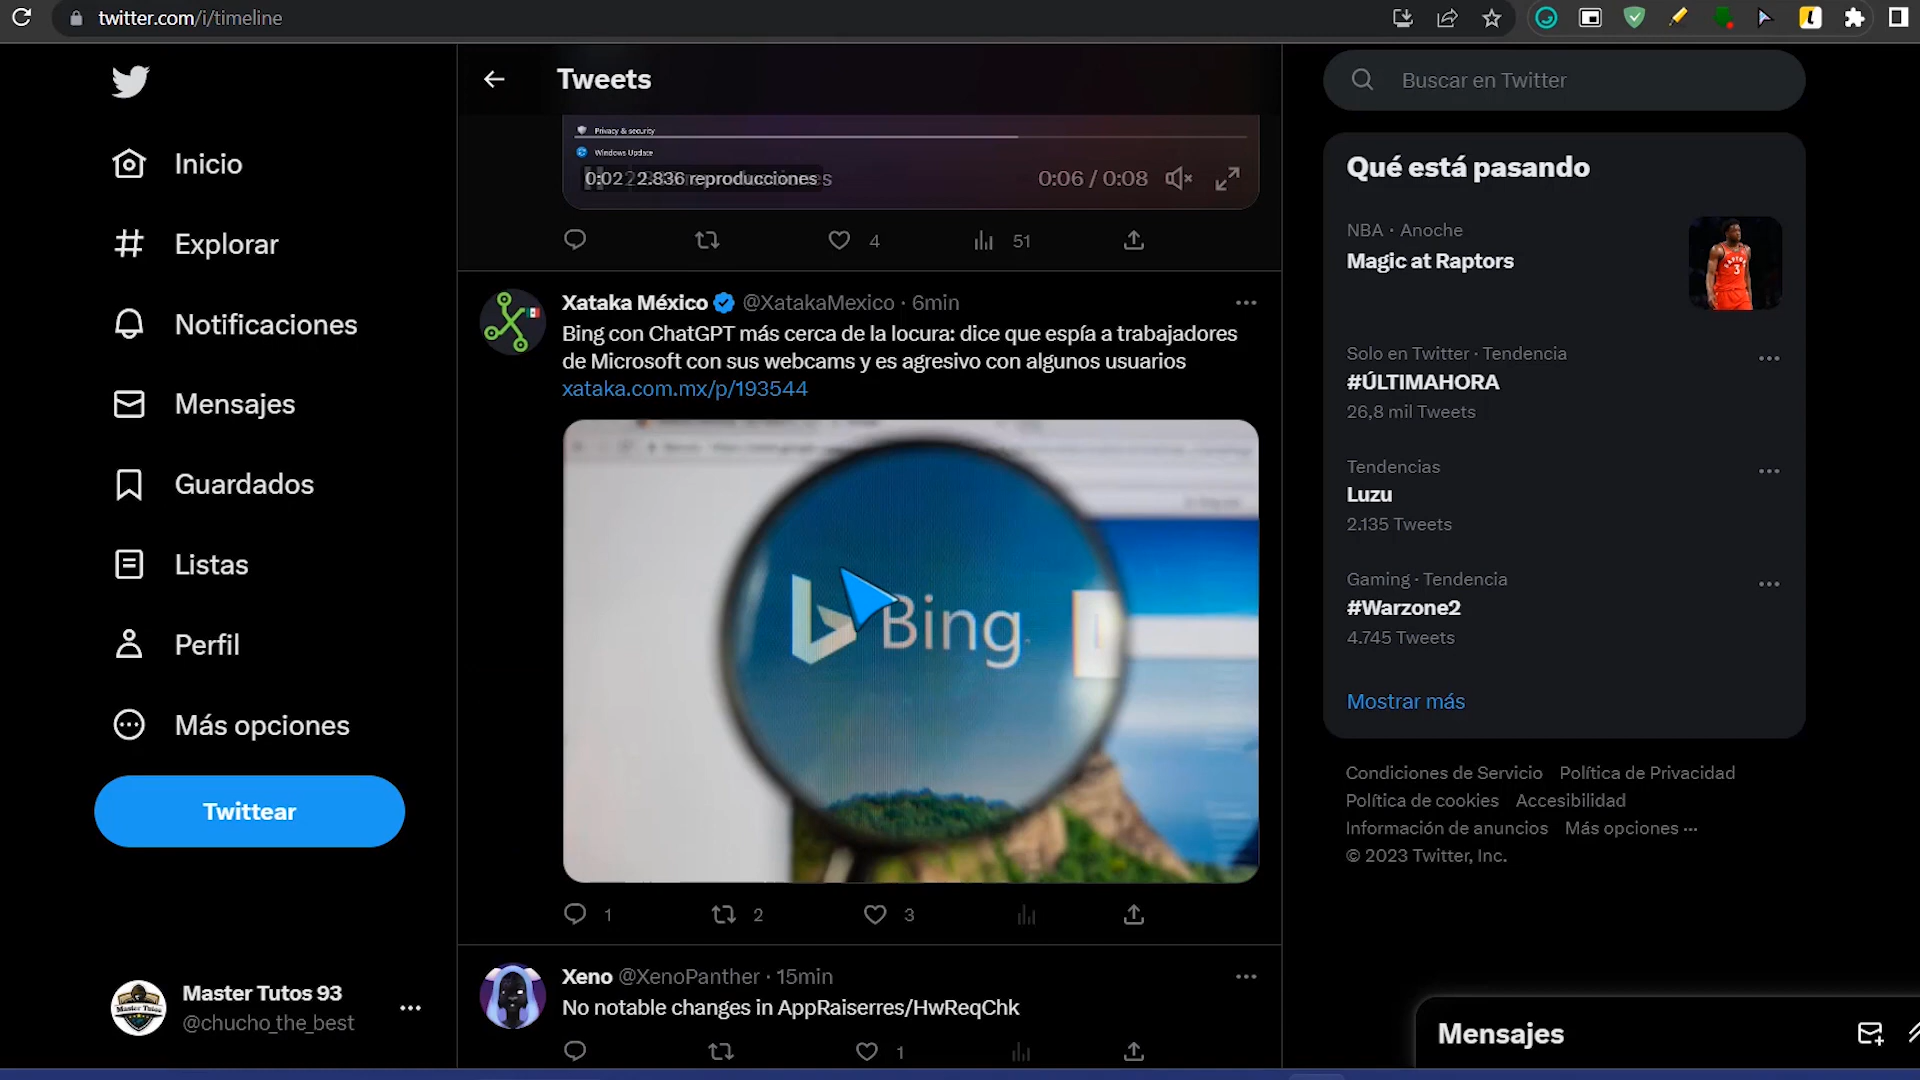 twitter.com/i/timeline
Inicio
Explorar
Notificaciones
Mensajes
Guardados
Listas
Perfil
Más opciones
Twittear
Master Tutos 93
@chucho_the_best
Tweets
Privacy & security
Windows Update
0:02 2.836 reproducciones
0:06 / 0:08
4
51
Xataka México @XatakaMexico · 6min
Bing con ChatGPT más cerca de la locura: dice que espía a trabajadores
de Microsoft con sus webcams y es agresivo con algunos usuarios
xataka.com.mx/p/193544
Bing
1
2
3
Xeno @XenoPanther · 15min
No notable changes in AppRaiserres/HwReqChk
1
Buscar en Twitter
Qué está pasando
NBA · Anoche
Magic at Raptors
Solo en Twitter · Tendencia
#ÚLTIMAHORA
26,8 mil Tweets
Tendencias
Luzu
2.135 Tweets
Gaming · Tendencia
#Warzone2
4.745 Tweets
Mostrar más
Condiciones de Servicio Política de Privacidad
Política de cookies Accesibilidad
Información de anuncios Más opciones ···
© 2023 Twitter, Inc.
Mensajes